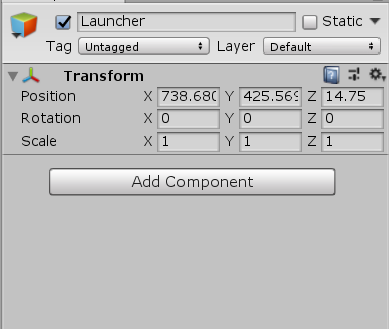 Launcher Static
Tag Untagged Layer Default
Transform
Position X 738.680 Y 425.569 Z 14.75
Rotation X 0 Y 0 Z 0
Scale X 1 Y 1 Z 1
Add Component